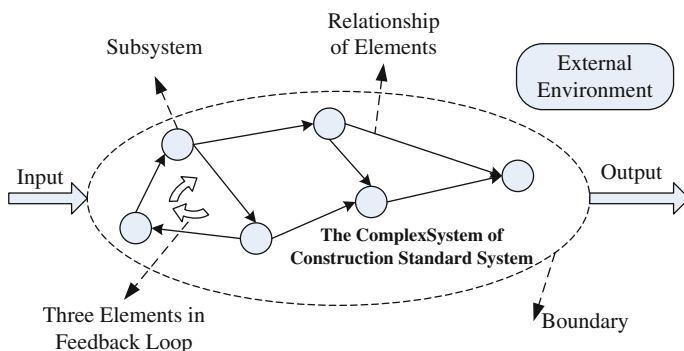 Subsystem
Relationship
of Elements
External
Environment
Input
Output
The ComplexSystem of
Construction Standard System
Three Elements in
Feedback Loop
Boundary